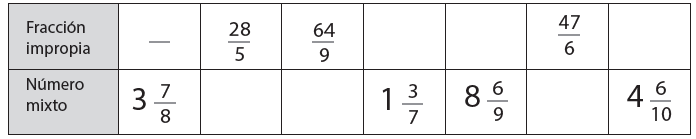 Fracción impropia — 28/5 64/9 47/6
Número mixto 3 7/8 1 3/7 8 6/9 4 6/10